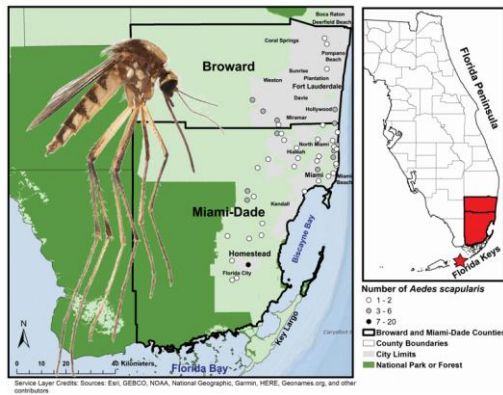 Boca Raton
Deerfield Beach
Coral Springs
Pompano
Beach
Broward
Sunrise
Weston
Plantation
Fort Lauderdale
Davie
Hollywood
Miramar
North Miami
Hialeah
Miami
Miami
Beach
Kendall
Miami-Dade
Biscayne Bay
Homestead
Florida City
Key Largo
Florida Bay
N
0
20
40 Kilometers
Service Layer Credits: Sources: Esri, GEBCO, NOAA, National Geographic, Garmin, HERE, Geonames.org, and other
contributors
Florida Peninsula
Florida Keys
Number of Aedes scapularis
1 - 2
3 - 6
7 - 20
Broward and Miami-Dade Counties
County Boundaries
City Limits
National Park or Forest